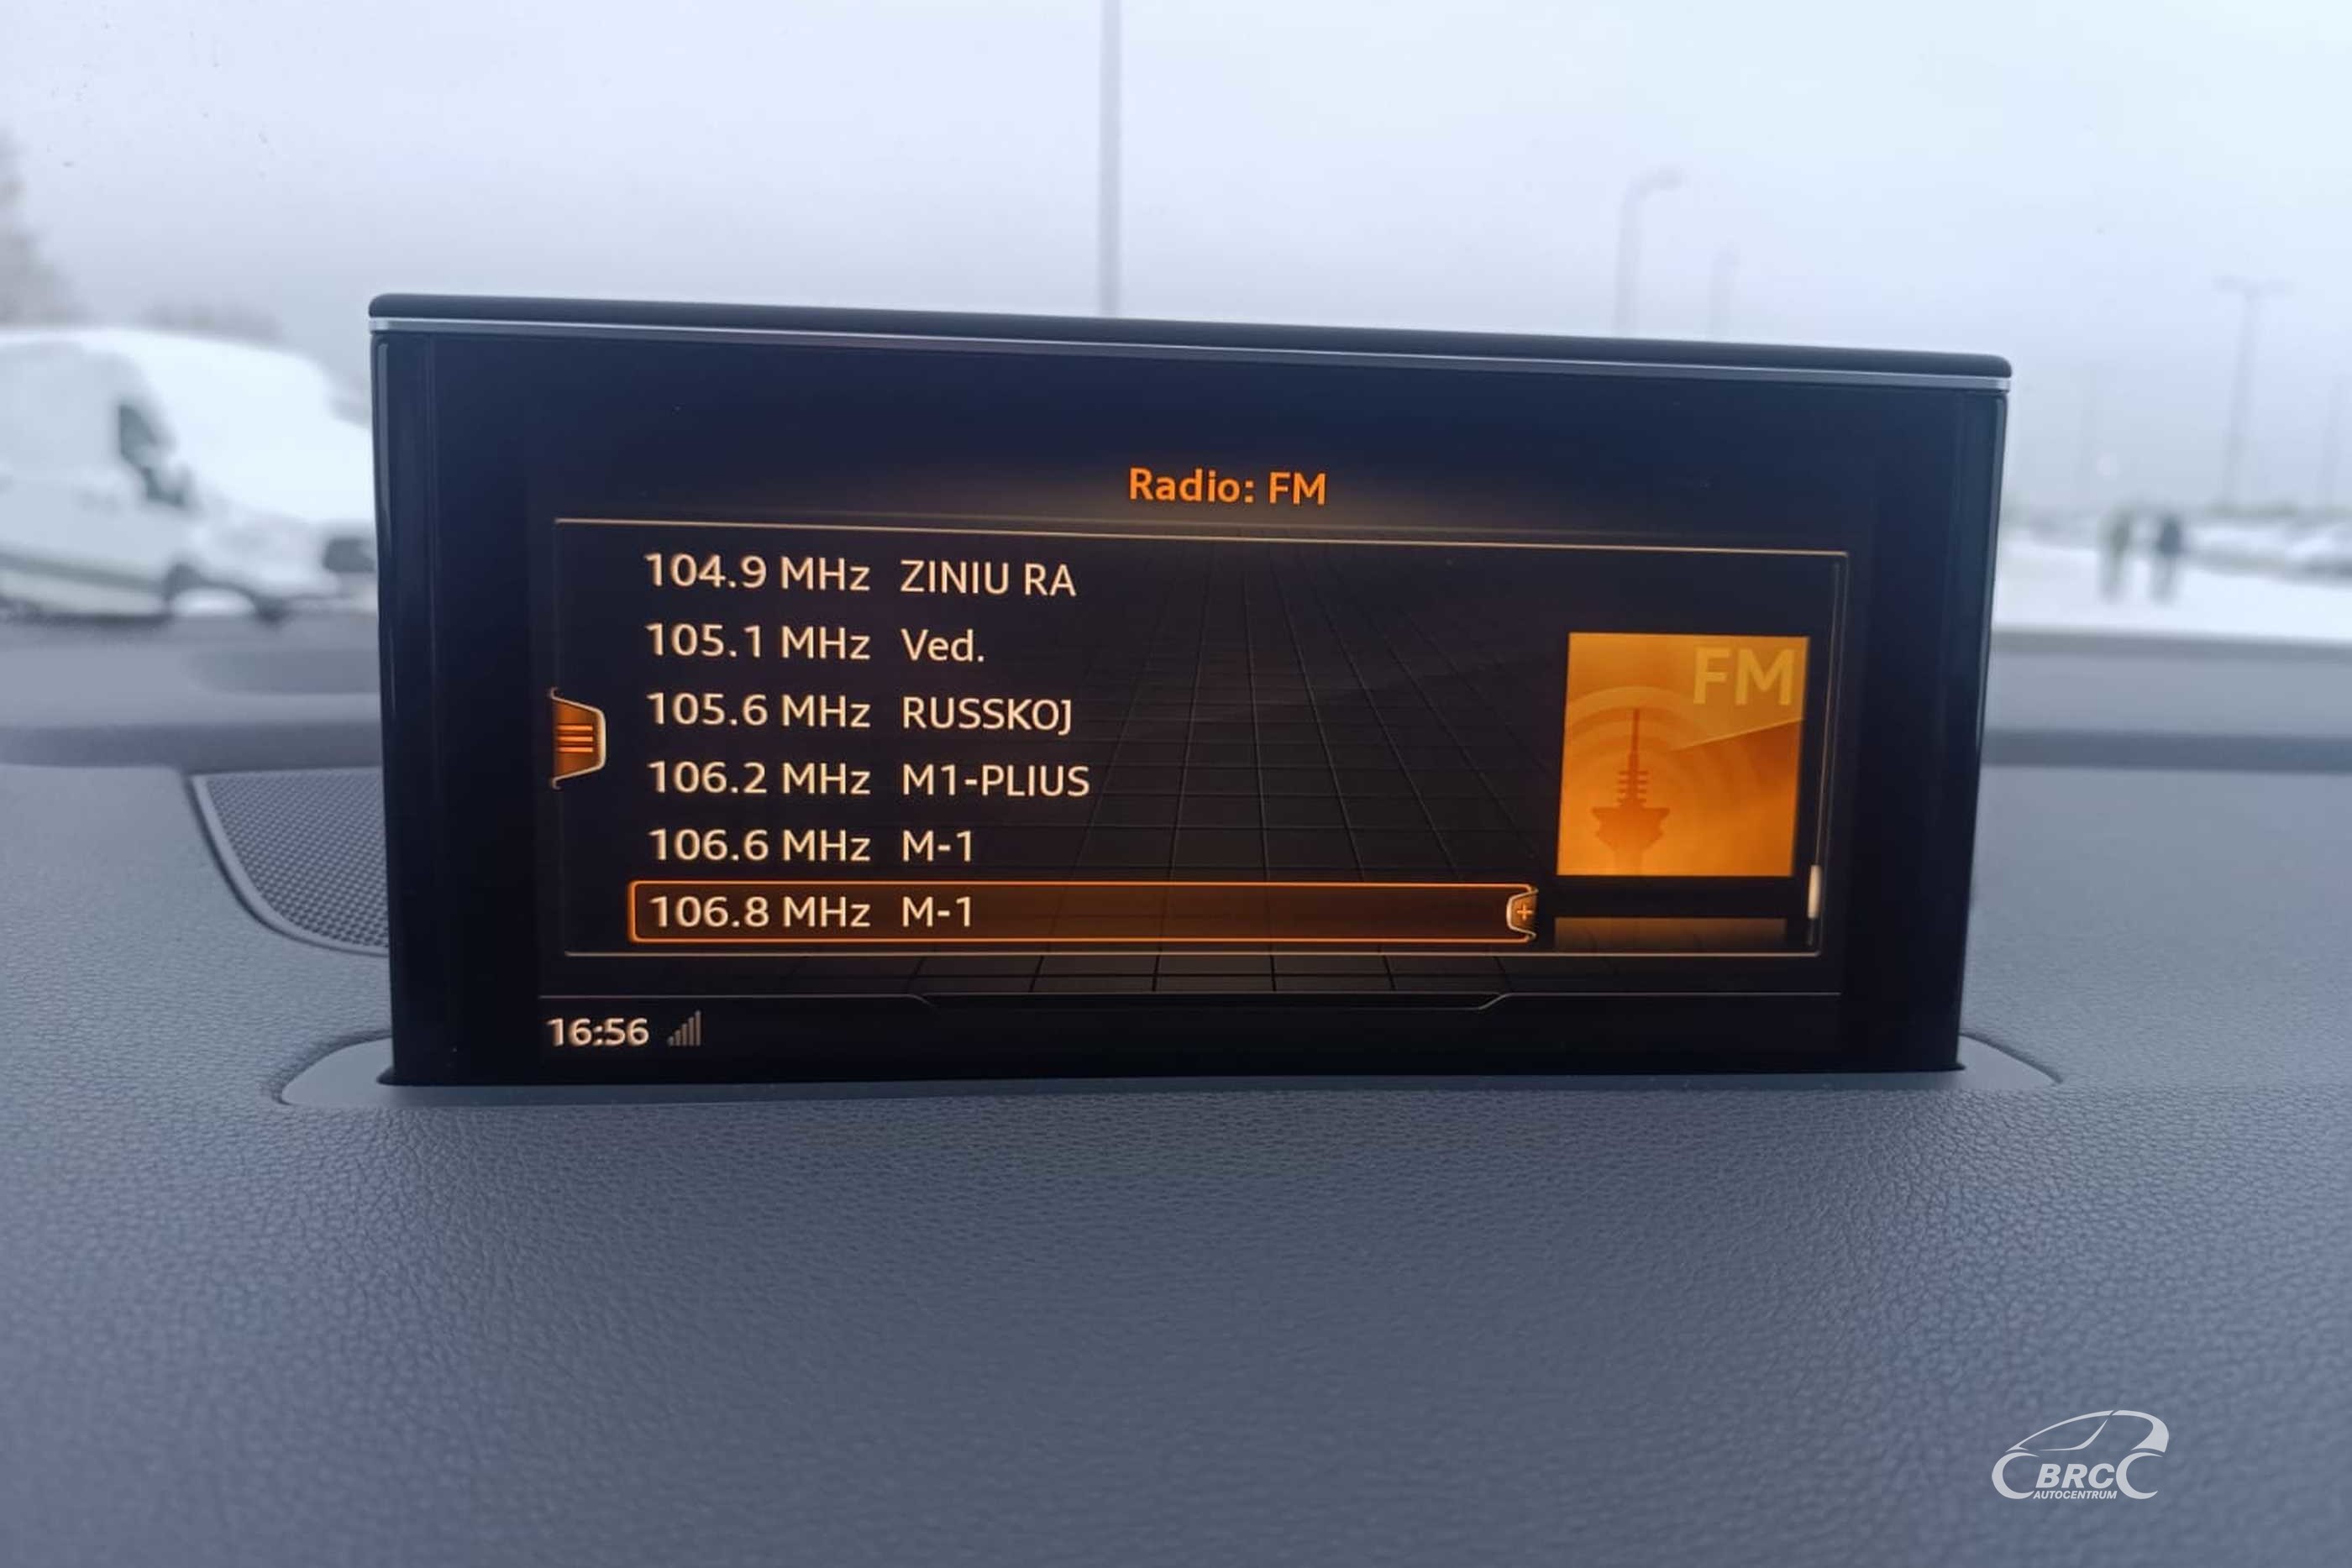 Radio: FM
104.9 MHz ZINIU RA
105.1 MHz Ved.
105.6 MHz RUSSKOJ
FM
106.2 MHz M1-PLIUS
106.6 MHz M-1
106.8 MHz M-1
16:56
BRC
AUTOCENTRUM